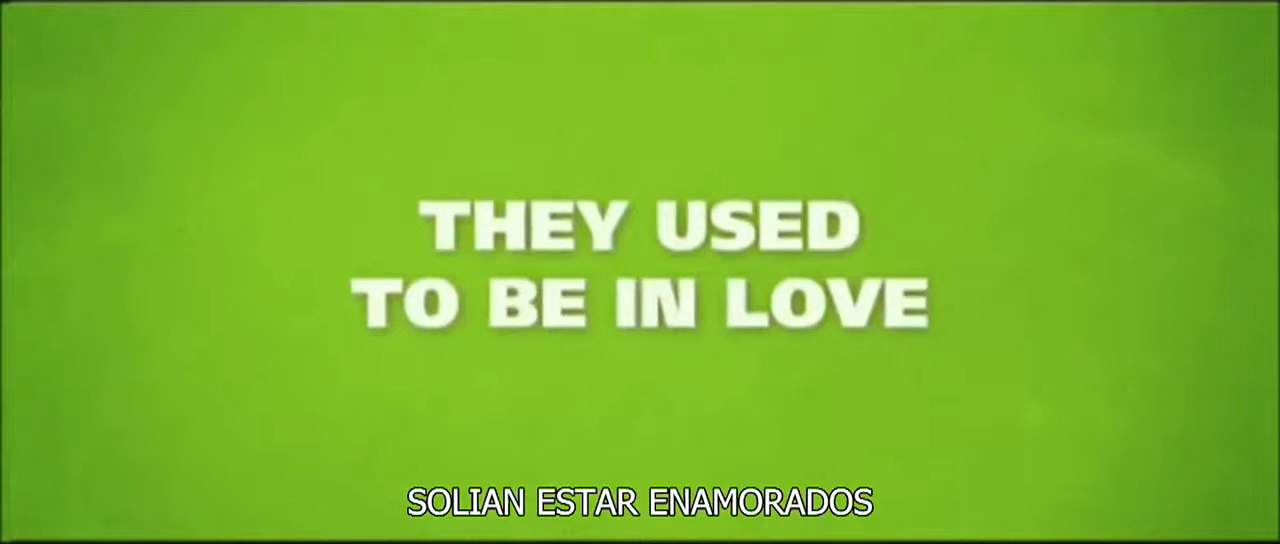 THEY USED
TO BE IN LOVE
SOLIAN ESTAR ENAMORADOS